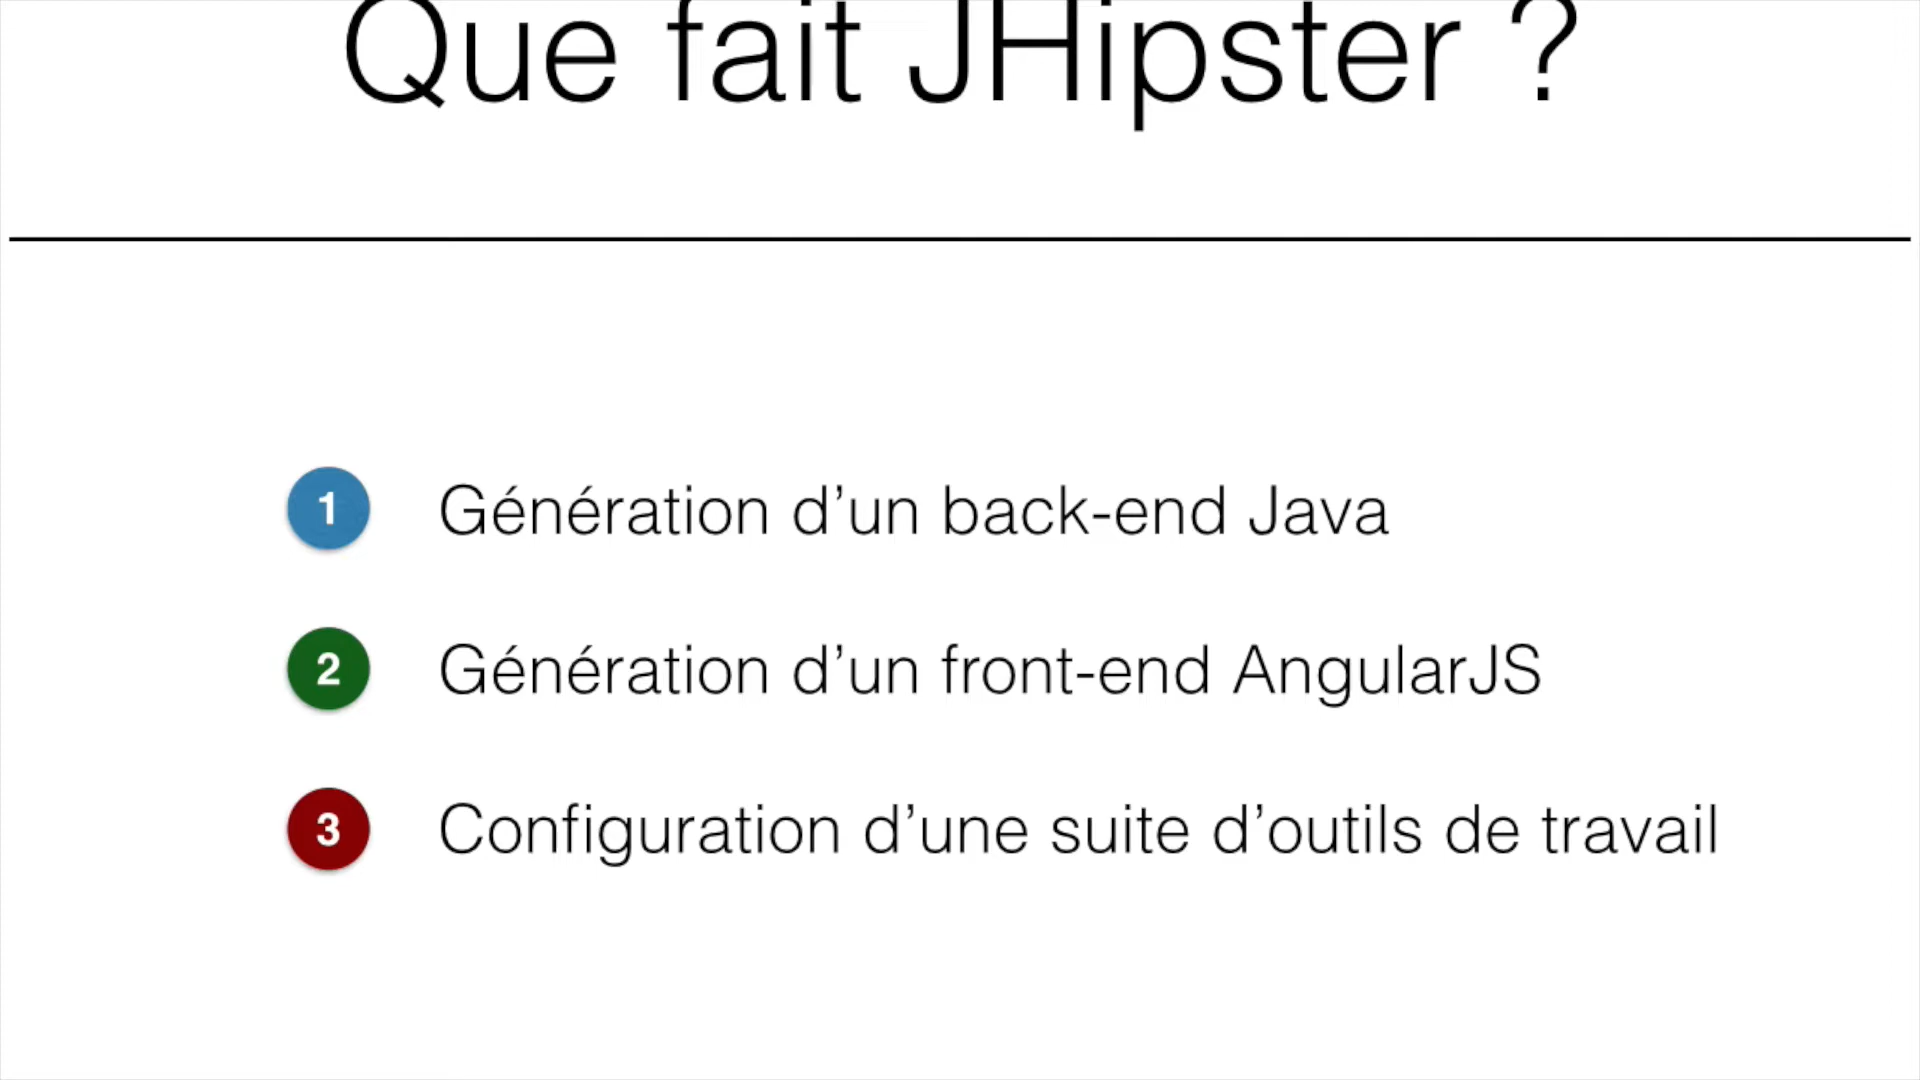 Que fait JHipster ?
1 Génération d’un back-end Java
2 Génération d’un front-end AngularJS
3 Configuration d’une suite d’outils de travail